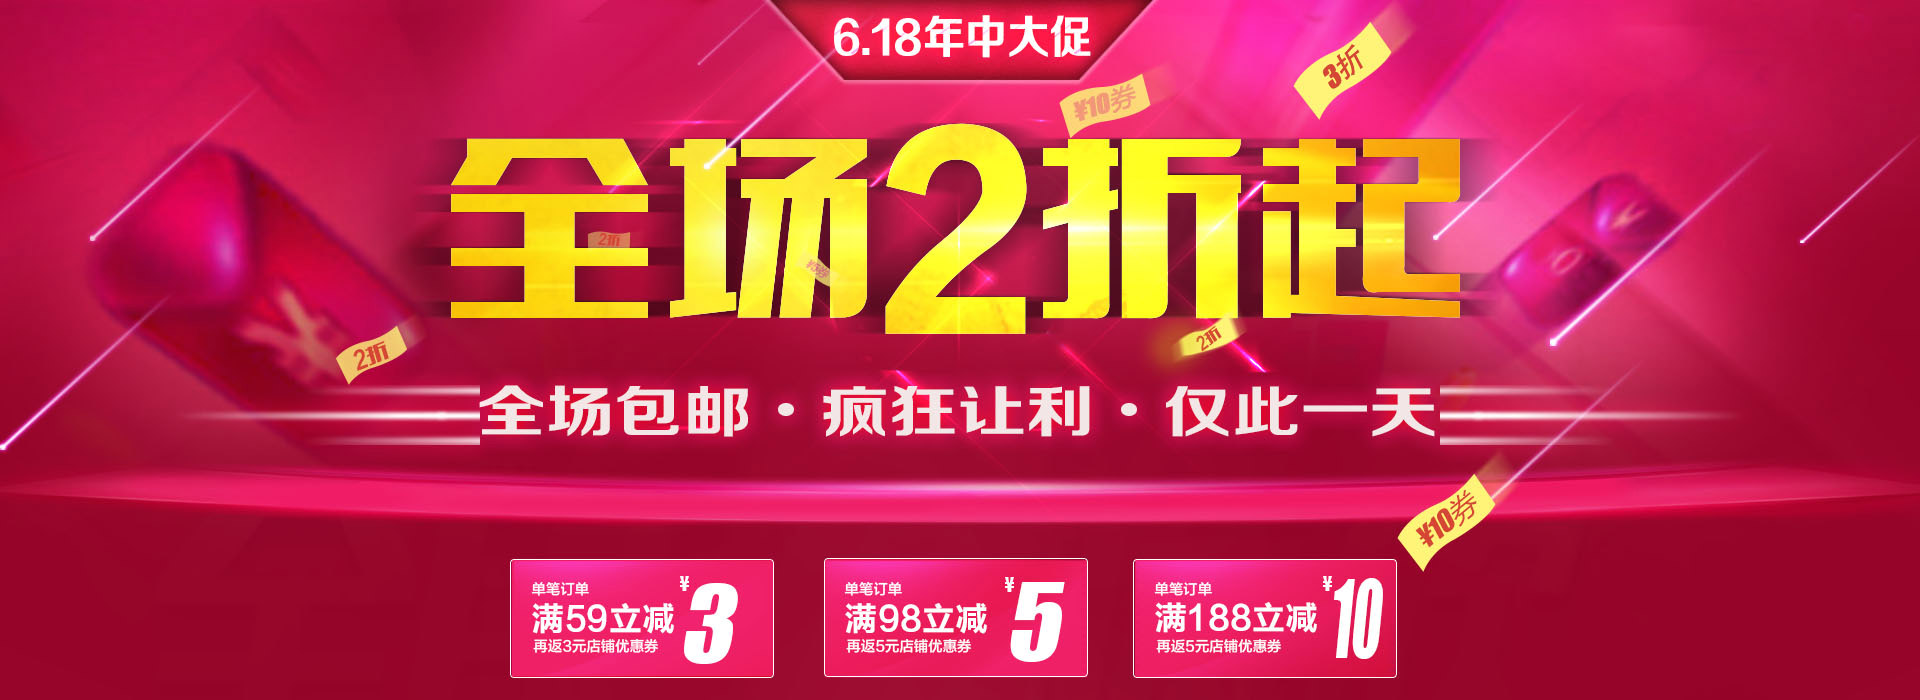 6.18年中大促
3折
¥10券
全场2折起
2折
2折
2折
全场包邮·疯狂让利·仅此一天
¥10券
单笔订单
满59立减
¥3
再返3元店铺优惠券
单笔订单
满98立减
¥5
再返5元店铺优惠券
单笔订单
满188立减
¥10
再返5元店铺优惠券